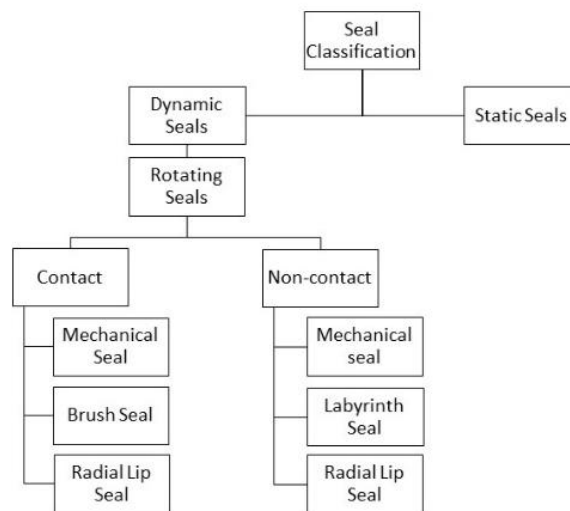 Seal
Classification
Dynamic
Seals
Static Seals
Rotating
Seals
Contact
Non-contact
Mechanical
Seal
Brush Seal
Radial Lip
Seal
Mechanical
seal
Labyrinth
Seal
Radial Lip
Seal